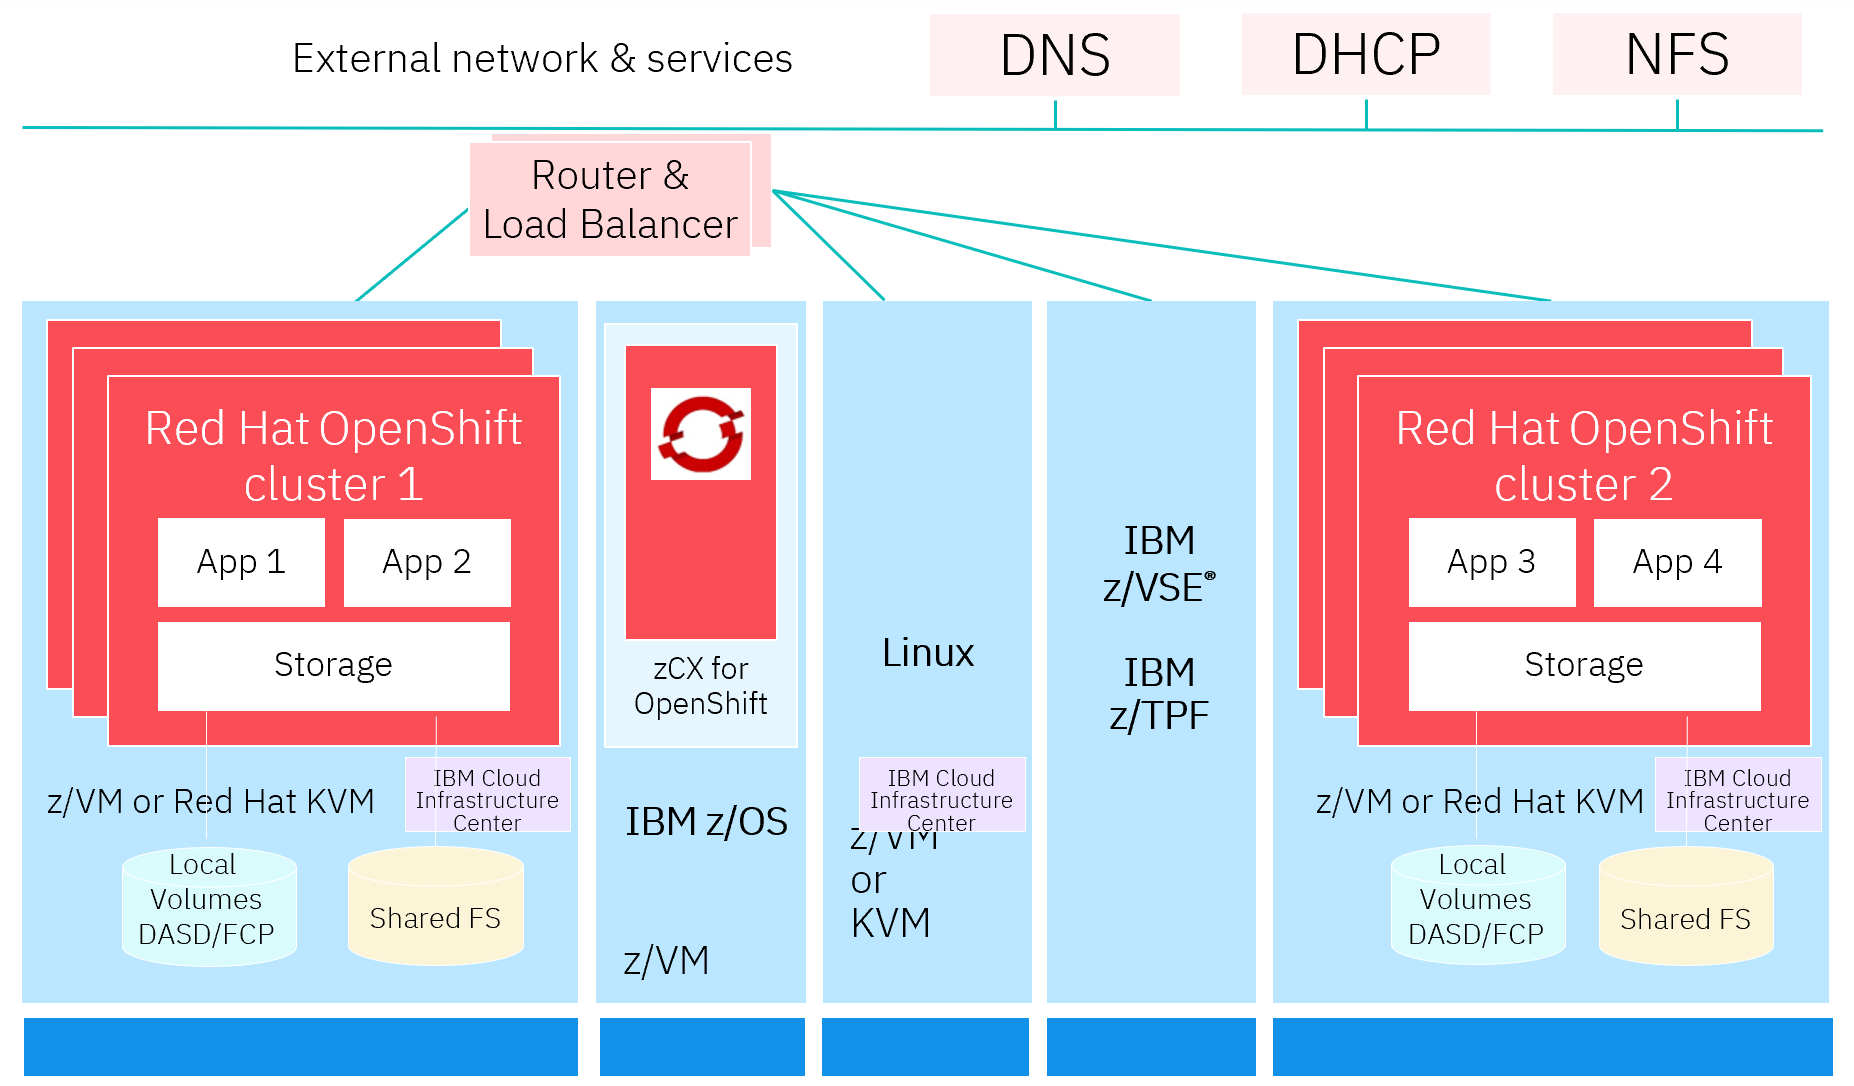 External network & services
DNS
DHCP
NFS
Router &
Load Balancer
Red Hat OpenShift
cluster 1
App 1
App 2
Storage
z/VM or Red Hat KVM
IBM Cloud
Infrastructure
Center
Local
Volumes
DASD/FCP
Shared FS
zCX for
OpenShift
IBM z/OS
z/VM
Linux
IBM Cloud
Infrastructure
Center
z/VM
or
KVM
IBM
z/VSE®
IBM
z/TPF
Red Hat OpenShift
cluster 2
App 3
App 4
Storage
z/VM or Red Hat KVM
IBM Cloud
Infrastructure
Center
Local
Volumes
DASD/FCP
Shared FS